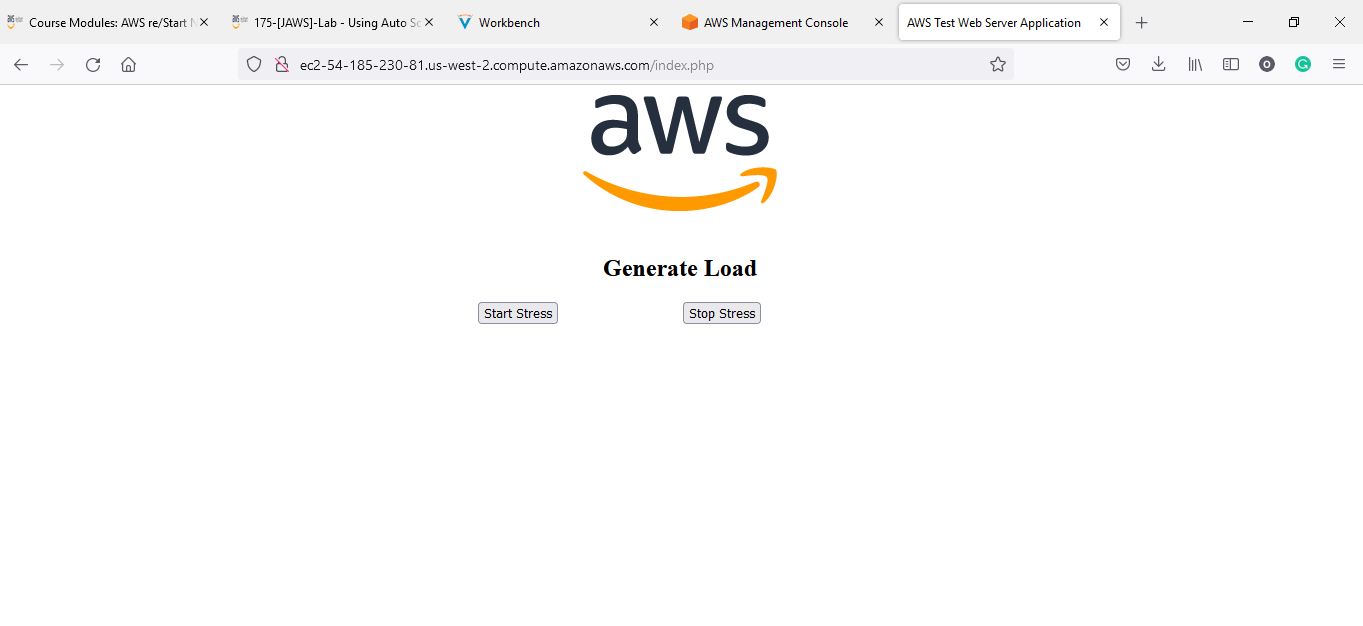 Course Modules: AWS re/Start
175-[JAWS]-Lab - Using Auto Sc
Workbench
AWS Management Console
AWS Test Web Server Application
ec2-54-185-230-81.us-west-2.compute.amazonaws.com/index.php
O
G
aws
Generate Load
Start Stress
Stop Stress